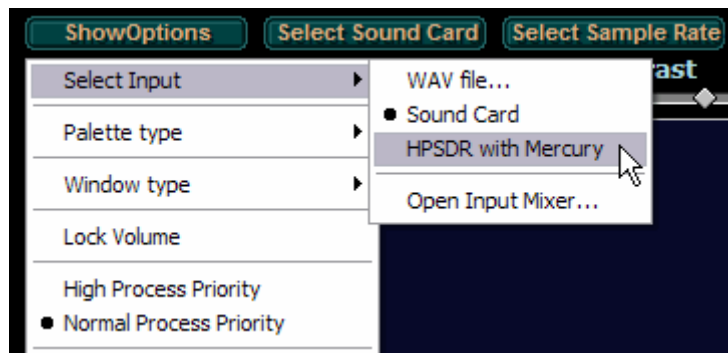 ShowOptions Select Sound Card Select Sample Rate
ast
Select Input
Palette type
Window type
Lock Volume
High Process Priority
Normal Process Priority
WAV file...
Sound Card
HPSDR with Mercury
Open Input Mixer...